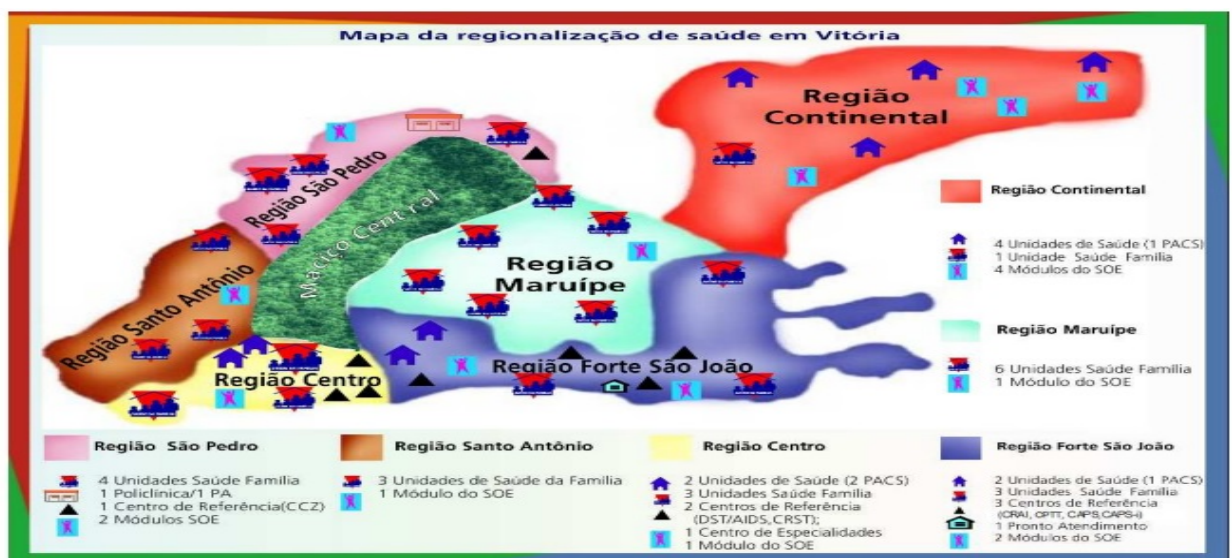 Mapa da regionalização de saúde em Vitória
Região
Continental
Região São Pedro
Maciço Central
Região
Maruípe
Região Santo Antônio
Região Centro
Região Forte São João
Região Continental
4 Unidades de Saúde (1 PACS)
1 Unidade Saúde Família
4 Módulos do SOE
Região Maruípe
6 Unidades Saúde Família
1 Módulo do SOE
Região São Pedro
4 Unidades Saúde Família
1 Policlínica/1 PA
1 Centro de Referência(CCZ)
2 Módulos SOE
Região Santo Antônio
3 Unidades de Saúde da Família
1 Módulo do SOE
Região Centro
2 Unidades de Saúde (2 PACS)
3 Unidades Saúde Família
2 Centros de Referência
(DST/AIDS,CRST);
1 Centro de Especialidades
1 Módulo do SOE
Região Forte São João
2 Unidades de Saúde (1 PACS)
3 Unidades Saúde Família
3 Centros de Referência
(CRAI, CPTT, CAPS,CAPS-i)
1 Pronto Atendimento
2 Módulos do SOE